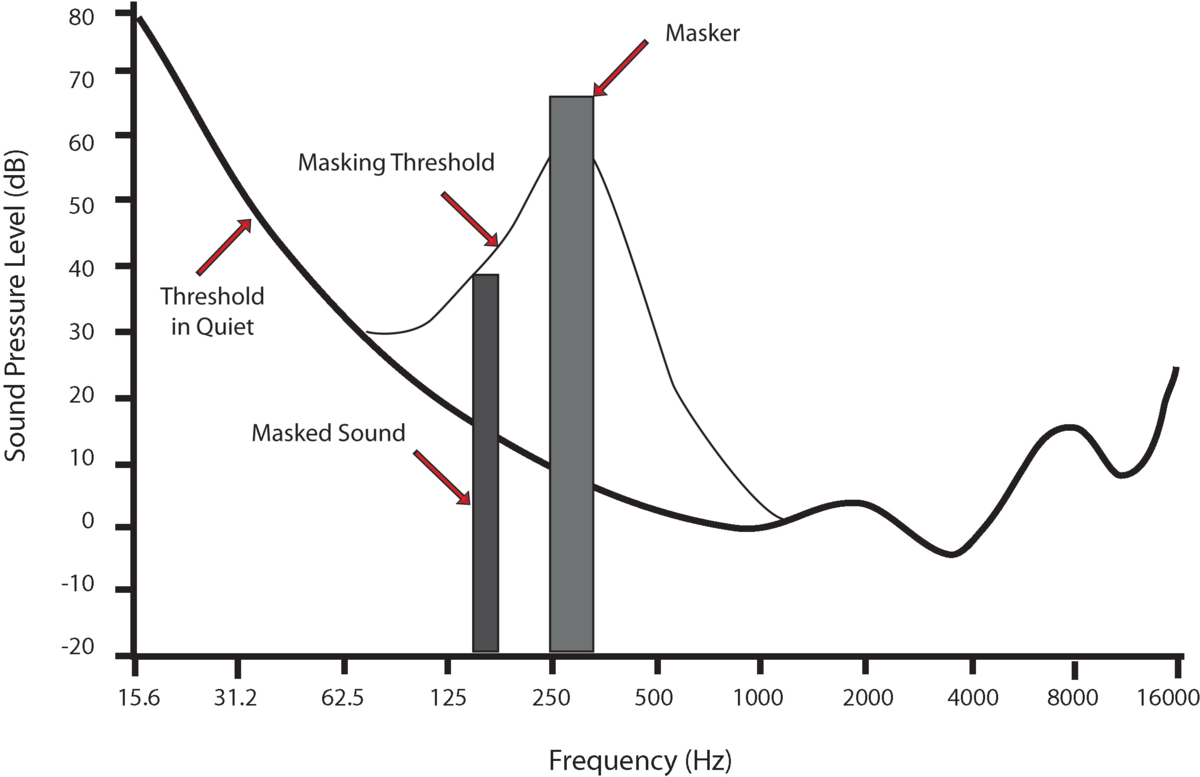 80
70
60
50
40
30
20
10
0
-10
-20
Sound Pressure Level (dB)
Masker
Masking Threshold
Threshold
in Quiet
Masked Sound
15.6 31.2 62.5 125 250 500 1000 2000 4000 8000 16000
Frequency (Hz)